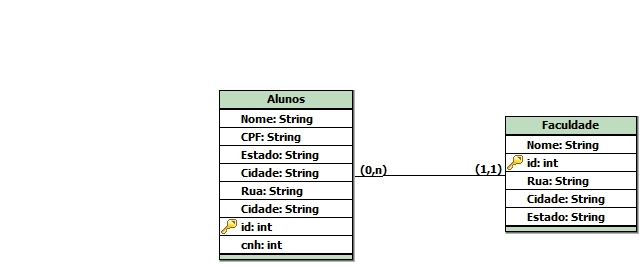 Alunos
Nome: String
CPF: String
Estado: String
Cidade: String
Rua: String
Cidade: String
id: int
cnh: int
(0,n)
(1,1)
Faculdade
Nome: String
id: int
Rua: String
Cidade: String
Estado: String